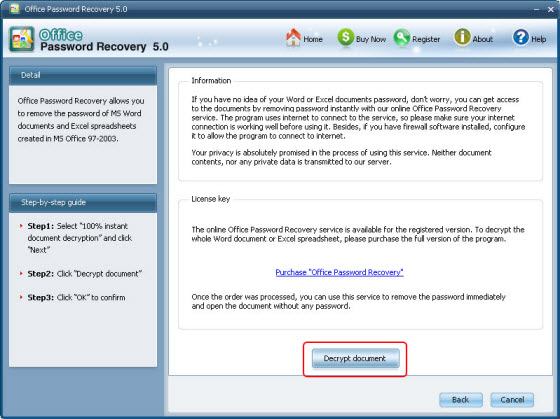 Office Password Recovery 5.0
Office
Password Recovery 5.0
Home
Buy Now
Register
About
Help
Detail
Office Password Recovery allows you
to remove the password of MS Word
documents and Excel spreadsheets
created in MS Office 97-2003.
Step-by-step guide
Step1: Select "100% instant
document decryption" and click
"Next"
Step2: Click "Decrypt document"
Step3: Click "OK" to confirm
Information
If you have no idea of your Word or Excel documents password, don't worry, you can get access
to the documents by removing password instantly with our online Office Password Recovery
service. The program uses internet to connect to the service, so please make sure your internet
connection is working well before using it. Besides, if you have firewall software installed, configure
it to allow the program to connect to internet.
Your privacy is absolutely promised in the process of using this service. Neither document
contents, nor any private data is transmitted to our server.
License key
The online Office Password Recovery service is available for the registered version. To decrypt the
whole Word document or Excel spreadsheet, please purchase the full version of the program.
Purchase "Office Password Recovery"
Once the order was processed, you can use this service to remove the password immediately
and open the document without any password.
Decrypt document
Back
Cancel